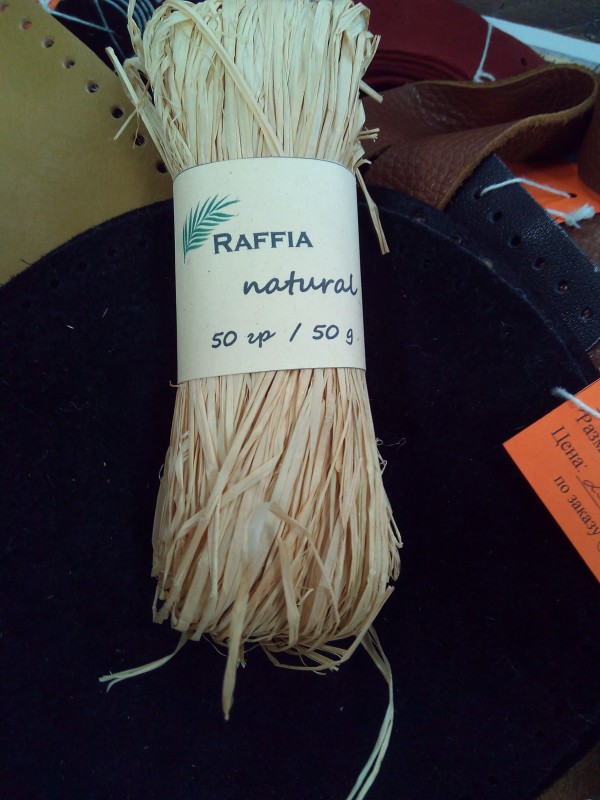 RAFFIA
natural
50 гр / 50 g
Разм
Цена:
по заказу